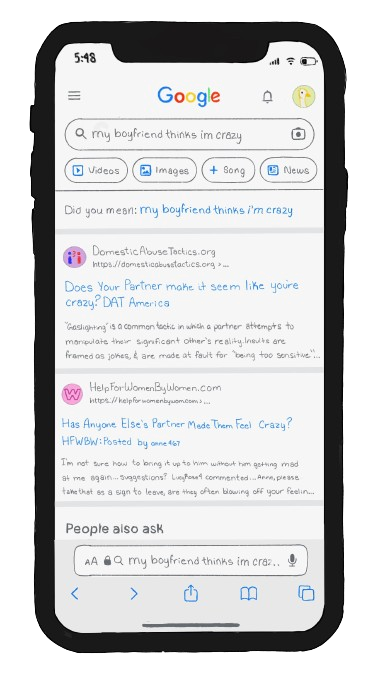 5:48
Google
my boyfriend thinks im crazy
Videos
Images
Song
News
Did you mean: my boyfriend thinks i'm crazy
DomesticAbuseTactics.org
https://domesticabusetactics.org >...
Does Your Partner make it seem like you're
crazy? DAT America
"Gaslighting" is a common tactic in which a partner attempts to
manipulate their significant other's reality. Insults are
framed as jokes, & are made at fault for "being too sensitive"...
W
HelpForWomenByWomen.com
https://helpforwomenbywom.com > ...
Has Anyone Else's Partner Made Them Feel Crazy?
HFWBW: Posted by anne467
I'm not sure how to bring it up to him without him getting mad
at me again... suggestions? LucyRose9 commented... Anne, please
take that as a sign to leave, are they often blowing off your feelin...
People also ask
AA my boyfriend thinks im craz..